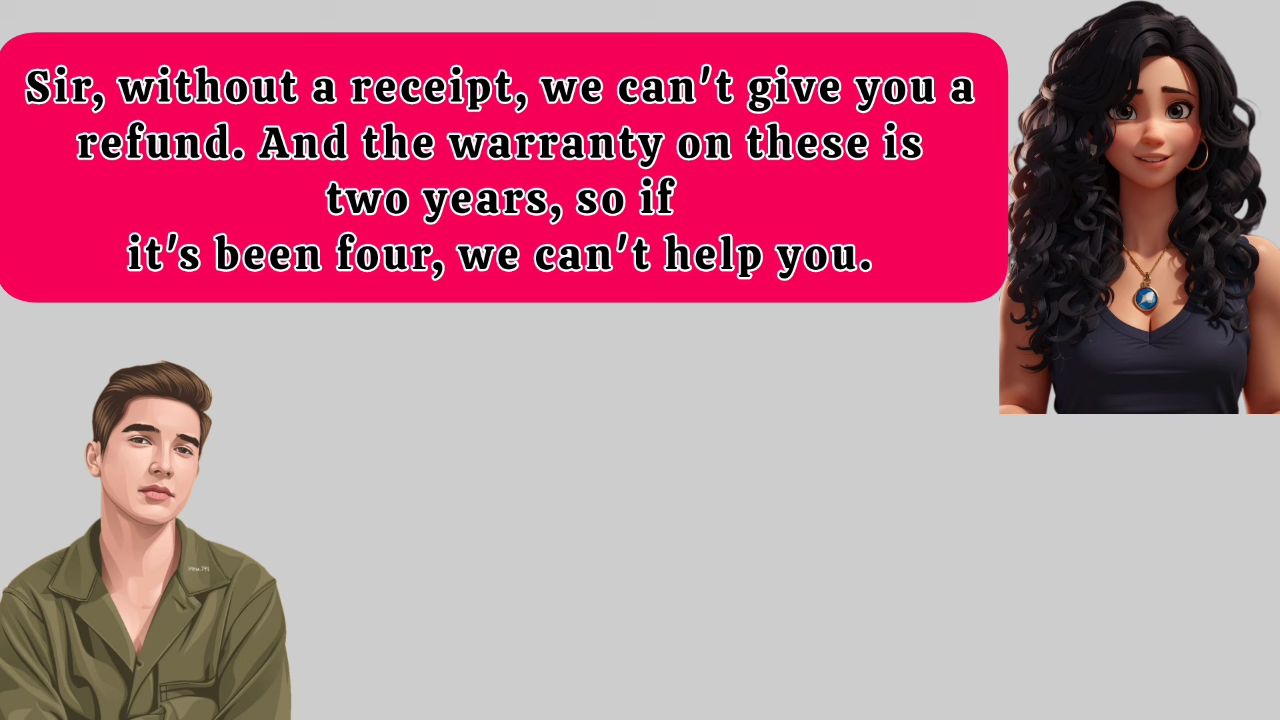 Sir, without a receipt, we can't give you a
refund. And the warranty on these is
two years, so if
it's been four, we can't help you.